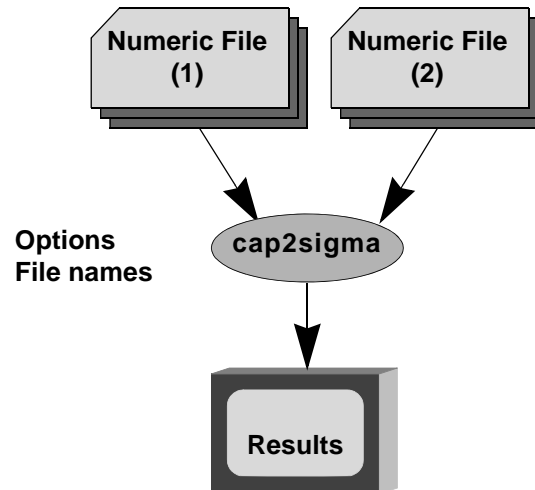 Numeric File
(1)
Numeric File
(2)
Options
File names
cap2sigma
Results